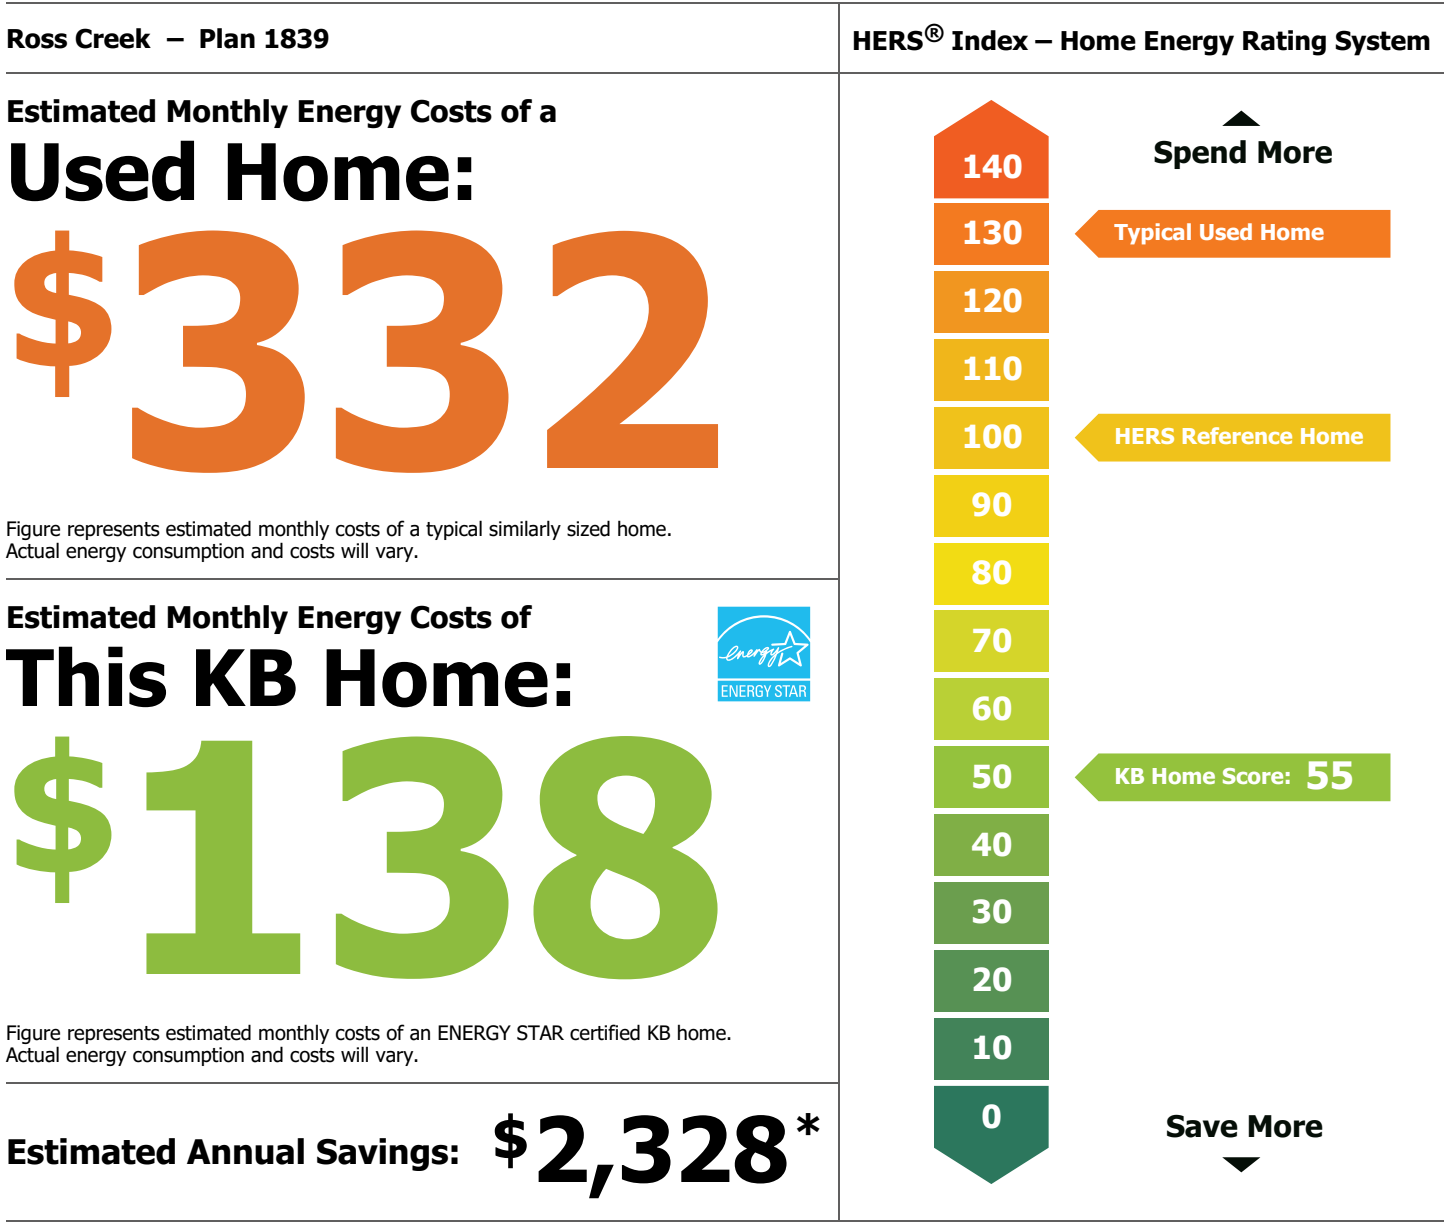 Ross Creek – Plan 1839
Estimated Monthly Energy Costs of a
Used Home:
$332
Figure represents estimated monthly costs of a typical similarly sized home.
Actual energy consumption and costs will vary.
Estimated Monthly Energy Costs of
This KB Home:
energy
ENERGY STAR
$138
Figure represents estimated monthly costs of an ENERGY STAR certified KB home.
Actual energy consumption and costs will vary.
Estimated Annual Savings: $2,328*
HERS® Index – Home Energy Rating System
Spend More
140
130 Typical Used Home
120
110
100 HERS Reference Home
90
80
70
60
50 KB Home Score: 55
40
30
20
10
0
Save More